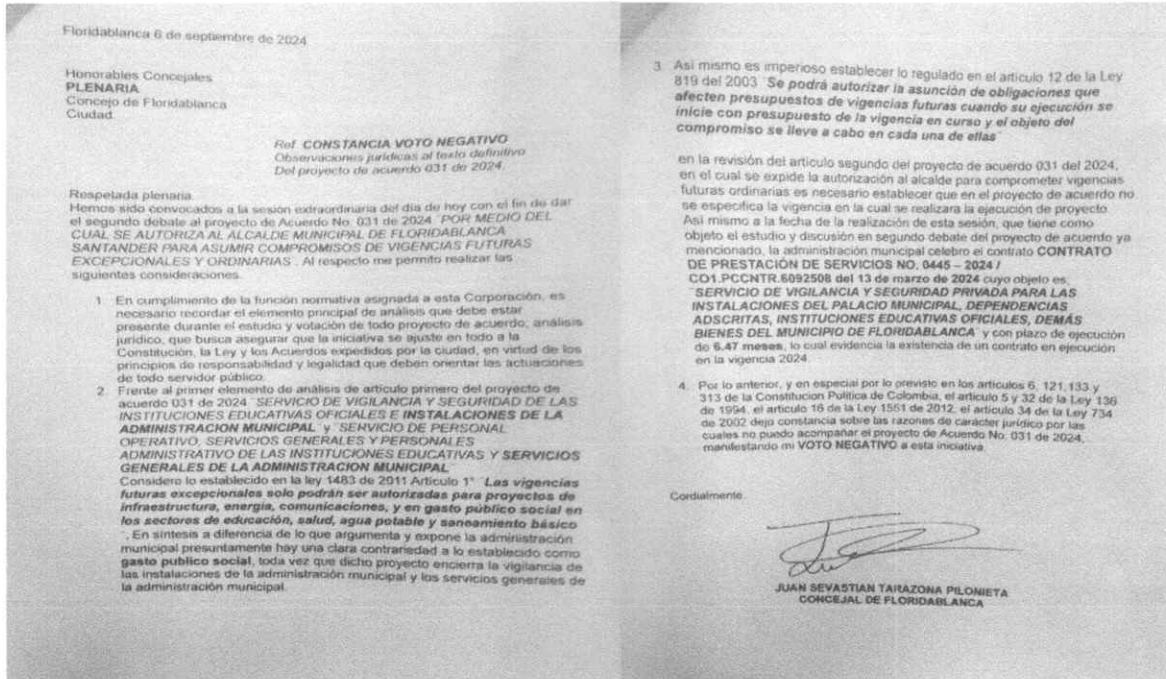 Floridablanca 6 de septiembre de 2024
Honorables Concejales
PLENARIA
Concejo de Floridablanca
Ciudad
Ref. CONSTANCIA VOTO NEGATIVO
Observaciones jurídicas al texto definitivo
Del proyecto de acuerdo 031 de 2024.
Respetada plenaria.
Hemos sido convocados a la sesión extraordinaria del día de hoy con el fin de dar
el segundo debate al proyecto de Acuerdo No. 031 de 2024 ¨POR MEDIO DEL
CUAL SE AUTORIZA AL ALCALDE MUNICIPAL DE FLORIDABLANCA
SANTANDER PARA ASUMIR COMPROMISOS DE VIGENCIAS FUTURAS
EXCEPCIONALES Y ORDINARIAS¨. Al respecto me permito realizar las
siguientes consideraciones.
1. En cumplimiento de la función normativa asignada a esta Corporación, es
necesario recordar el elemento principal de análisis que debe estar
presente durante el estudio y votación de todo proyecto de acuerdo; análisis
jurídico, que busca asegurar que la iniciativa se ajuste en todo a la
Constitución, la Ley y los Acuerdos expedidos por la ciudad, en virtud de los
principios de responsabilidad y legalidad que deben orientar las actuaciones
de todo servidor público.
2. Frente al primer elemento de análisis de artículo primero del proyecto de
acuerdo 031 de 2024 ¨SERVICIO DE VIGILANCIA Y SEGURIDAD DE LAS
INSTITUCIONES EDUCATIVAS OFICIALES E INSTALACIONES DE LA
ADMINISTRACION MUNICIPAL¨ y ¨SERVICIO DE PERSONAL
OPERATIVO, SERVICIOS GENERALES Y PERSONALES
ADMINISTRATIVO DE LAS INSTITUCIONES EDUCATIVAS Y SERVICIOS
GENERALES DE LA ADMINISTRACION MUNICIPAL¨
Considero lo establecido en la ley 1483 de 2011 Artículo 1° ¨Las vigencias
futuras excepcionales solo podrán ser autorizadas para proyectos de
infraestructura, energía, comunicaciones, y en gasto público social en
los sectores de educación, salud, agua potable y saneamiento básico
¨, En síntesis a diferencia de lo que argumenta y expone la administración
municipal presuntamente hay una clara contrariedad a lo establecido como
gasto publico social, toda vez que dicho proyecto encierra la vigilancia de
las instalaciones de la administración municipal y los servicios generales de
la administración municipal.
3. Así mismo es imperioso establecer lo regulado en el artículo 12 de la Ley
819 del 2003 ¨Se podrá autorizar la asunción de obligaciones que
afecten presupuestos de vigencias futuras cuando su ejecución se
inicie con presupuesto de la vigencia en curso y el objeto del
compromiso se lleve a cabo en cada una de ellas¨
en la revisión del artículo segundo del proyecto de acuerdo 031 del 2024,
en el cual se expide la autorización al alcalde para comprometer vigencias
futuras ordinarias es necesario establecer que en el proyecto de acuerdo no
se especifica la vigencia en la cual se realizara la ejecución de proyecto.
Así mismo a la fecha de la realización de esta sesión, que tiene como
objeto el estudio y discusión en segundo debate del proyecto de acuerdo ya
mencionado, la administración municipal celebro el contrato CONTRATO
DE PRESTACIÓN DE SERVICIOS NO. 0445 – 2024 /
CO1.PCCNTR.6092508 del 13 de marzo de 2024 cuyo objeto es;
¨SERVICIO DE VIGILANCIA Y SEGURIDAD PRIVADA PARA LAS
INSTALACIONES DEL PALACIO MUNICIPAL, DEPENDENCIAS
ADSCRITAS, INSTITUCIONES EDUCATIVAS OFICIALES, DEMÁS
BIENES DEL MUNICIPIO DE FLORIDABLANCA¨ y con plazo de ejecución
de 6.47 meses, lo cual evidencia la existencia de un contrato en ejecución
en la vigencia 2024.
4. Por lo anterior, y en especial por lo previsto en los artículos 6, 121,133 y
313 de la Constitucion Política de Colombia, el artículo 5 y 32 de la Ley 136
de 1994, el artículo 16 de la Ley 1551 de 2012, el artículo 34 de la Ley 734
de 2002 dejo constancia sobre las razones de carácter jurídico por las
cuales no puedo acompañar el proyecto de Acuerdo No. 031 de 2024,
manifestando mi VOTO NEGATIVO a esta iniciativa.
Cordialmente.
JUAN SEVASTIAN TARAZONA PILONIETA
CONCEJAL DE FLORIDABLANCA